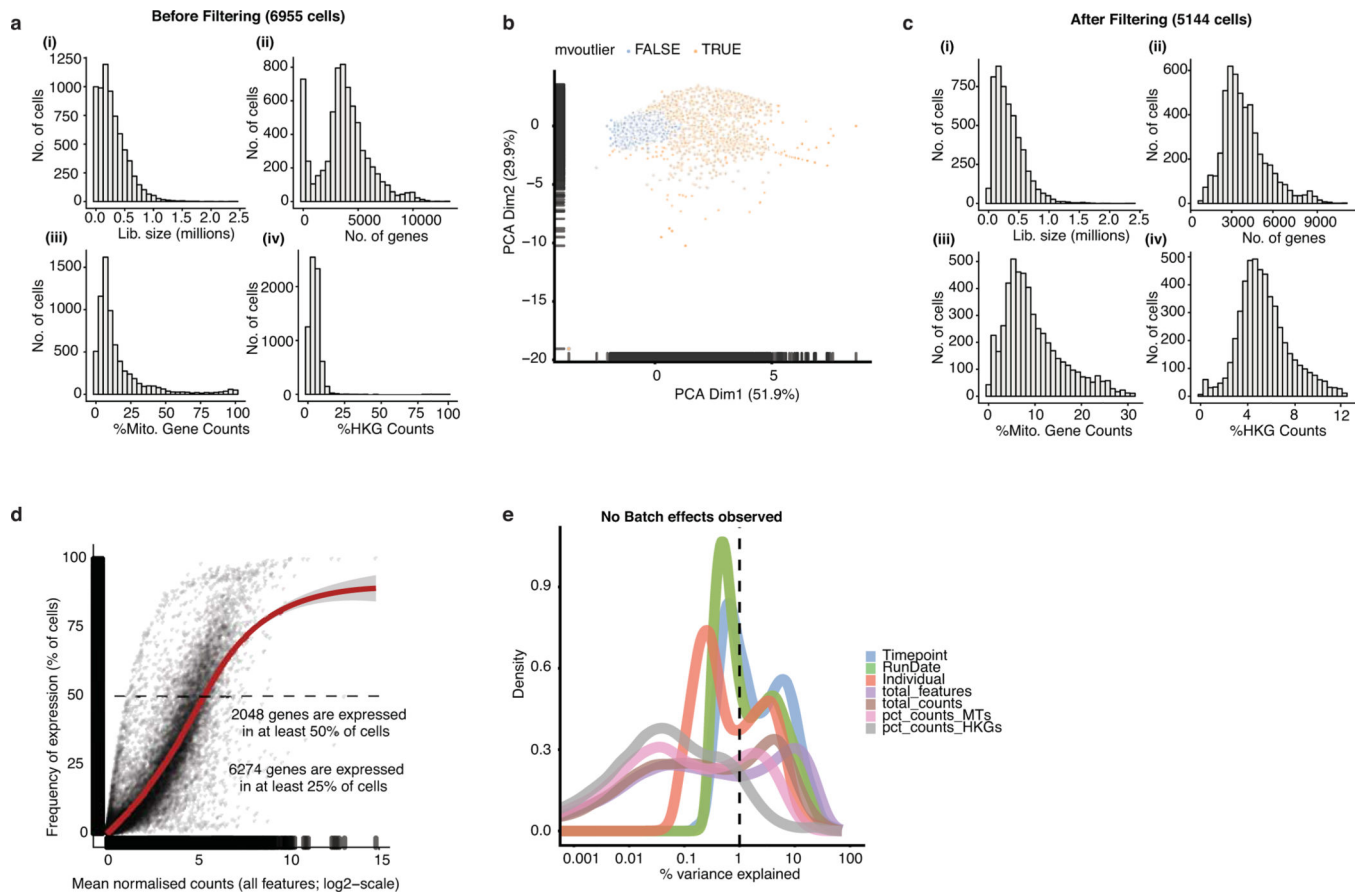 a
Before Filtering (6955 cells)
(i)
1250
1000
750
500
250
0
No. of cells
0.0 0.5 1.0 1.5 2.0 2.5
Lib. size (millions)
(ii)
800
600
400
200
0
No. of cells
5000 10000
No. of genes
(iii)
1500
1000
500
0
No. of cells
0 25 50 75 100
%Mito. Gene Counts
(iv)
2000
1000
0
No. of cells
25 50 75 100
%HKG Counts
b
mvoutlier FALSE TRUE
0
−5
−10
−15
−20
PCA Dim2 (29.9%)
0 5
PCA Dim1 (51.9%)
c
After Filtering (5144 cells)
(i)
750
500
250
0
No. of cells
0.0 0.5 1.0 1.5 2.0 2.5
Lib. size (millions)
(ii)
600
400
200
0
No. of cells
3000 6000 9000
No. of genes
(iii)
500
400
300
200
100
0
No. of cells
0 10 20 30
%Mito. Gene Counts
(iv)
500
400
300
200
100
0
No. of cells
0 4 8 12
%HKG Counts
d
100
75
50
25
0
Frequency of expression (% of cells)
2048 genes are expressed
in at least 50% of cells
6274 genes are expressed
in at least 25% of cells
0 5 10 15
Mean normalised counts (all features; log2−scale)
e
No Batch effects observed
0.9
0.6
0.3
0.0
Density
0.001 0.01 0.1 1 10 100
% variance explained
Timepoint
RunDate
Individual
total_features
total_counts
pct_counts_MTs
pct_counts_HKGs